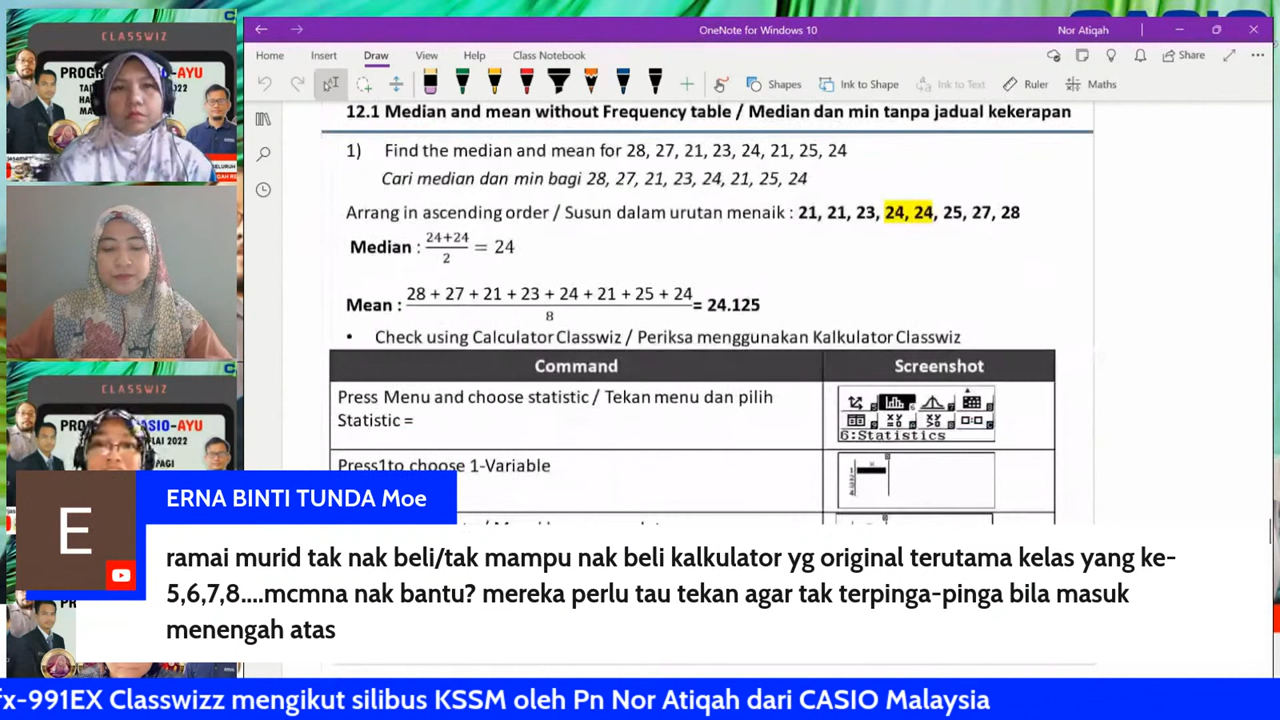 CLASSWIZ
OneNote for Windows 10
Nor Atiqah
Home Insert Draw View Help Class Notebook
Share
Shapes Ink to Shape Ink to Text Ruler Maths
12.1 Median and mean without Frequency table / Median dan min tanpa jadual kekerapan
1) Find the median and mean for 28, 27, 21, 23, 24, 21, 25, 24
Cari median dan min bagi 28, 27, 21, 23, 24, 21, 25, 24
Arrang in ascending order / Susun dalam urutan menaik : 21, 21, 23, 24, 24, 25, 27, 28
Median : 24+24/2 = 24
Mean : 28 + 27 + 21 + 23 + 24 + 21 + 25 + 24/8 = 24.125
• Check using Calculator Classwiz / Periksa menggunakan Kalkulator Classwiz
Command Screenshot
Press Menu and choose statistic / Tekan menu dan pilih
Statistic =
6:Statistics
Press1to choose 1-Variable
CLASSWIZ
E
ERNA BINTI TUNDA Moe
ramai murid tak nak beli/tak mampu nak beli kalkulator yg original terutama kelas yang ke-
5,6,7,8....mcmna nak bantu? mereka perlu tau tekan agar tak terpinga-pinga bila masuk
menengah atas
fx-991EX Classwizz mengikut silibus KSSM oleh Pn Nor Atiqah dari CASIO Malaysia